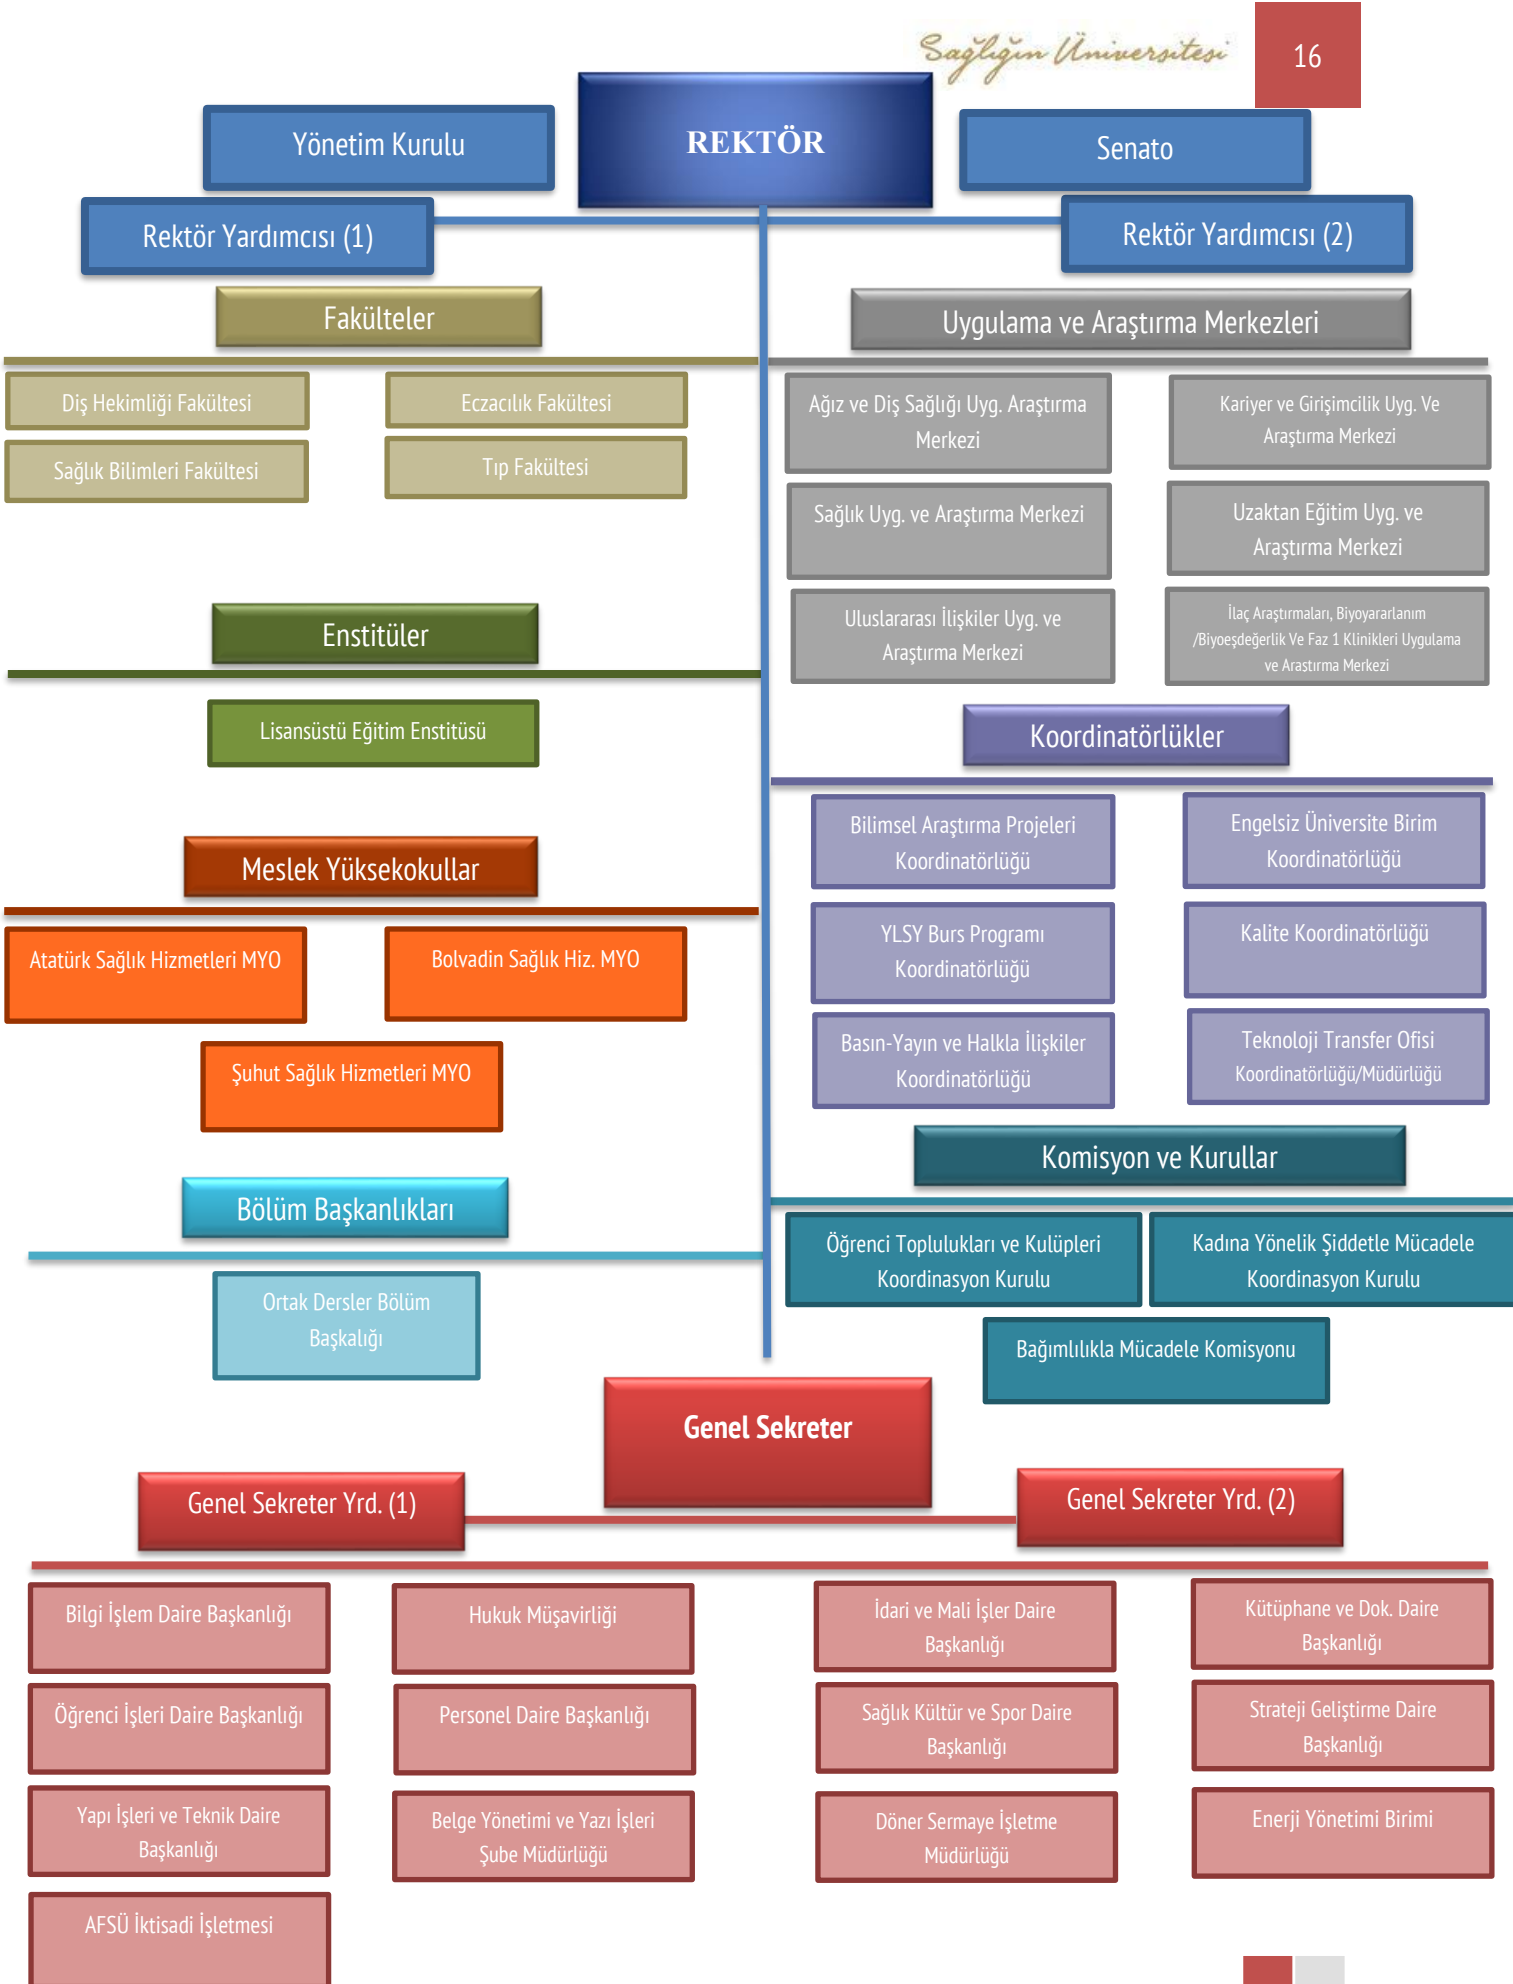 Sağlığın Üniversitesi
16
REKTÖR
Yönetim Kurulu
Senato
Rektör Yardımcısı (1)
Rektör Yardımcısı (2)
Fakülteler
Diş Hekimliği Fakültesi
Eczacılık Fakültesi
Sağlık Bilimleri Fakültesi
Tıp Fakültesi
Enstitüler
Lisansüstü Eğitim Enstitüsü
Meslek Yüksekokullar
Atatürk Sağlık Hizmetleri MYO
Bolvadin Sağlık Hiz. MYO
Şuhut Sağlık Hizmetleri MYO
Bölüm Başkanlıkları
Ortak Dersler Bölüm
Başkalığı
Uygulama ve Araştırma Merkezleri
Ağız ve Diş Sağlığı Uyg. Araştırma
Merkezi
Kariyer ve Girişimcilik Uyg. Ve
Araştırma Merkezi
Sağlık Uyg. ve Araştırma Merkezi
Uzaktan Eğitim Uyg. ve
Araştırma Merkezi
Uluslararası İlişkiler Uyg. ve
Araştırma Merkezi
İlaç Araştırmaları, Biyoyararlanım
/Biyoeşdeğerlik Ve Faz 1 Klinikleri Uygulama
ve Arastırma Merkezi
Koordinatörlükler
Bilimsel Araştırma Projeleri
Koordinatörlüğü
Engelsiz Üniversite Birim
Koordinatörlüğü
YLSY Burs Programı
Koordinatörlüğü
Kalite Koordinatörlüğü
Basın-Yayın ve Halkla İlişkiler
Koordinatörlüğü
Teknoloji Transfer Ofisi
Koordinatörlüğü/Müdürlüğü
Komisyon ve Kurullar
Öğrenci Toplulukları ve Kulüpleri
Koordinasyon Kurulu
Kadına Yönelik Şiddetle Mücadele
Koordinasyon Kurulu
Bağımlılıkla Mücadele Komisyonu
Genel Sekreter
Genel Sekreter Yrd. (1)
Genel Sekreter Yrd. (2)
Bilgi İşlem Daire Başkanlığı
Hukuk Müşavirliği
İdari ve Mali İşler Daire
Başkanlığı
Kütüphane ve Dok. Daire
Başkanlığı
Öğrenci İşleri Daire Başkanlığı
Personel Daire Başkanlığı
Sağlık Kültür ve Spor Daire
Başkanlığı
Strateji Geliştirme Daire
Başkanlığı
Yapı İşleri ve Teknik Daire
Başkanlığı
Belge Yönetimi ve Yazı İşleri
Şube Müdürlüğü
Döner Sermaye İşletme
Müdürlüğü
Enerji Yönetimi Birimi
AFSÜ İktisadi İşletmesi